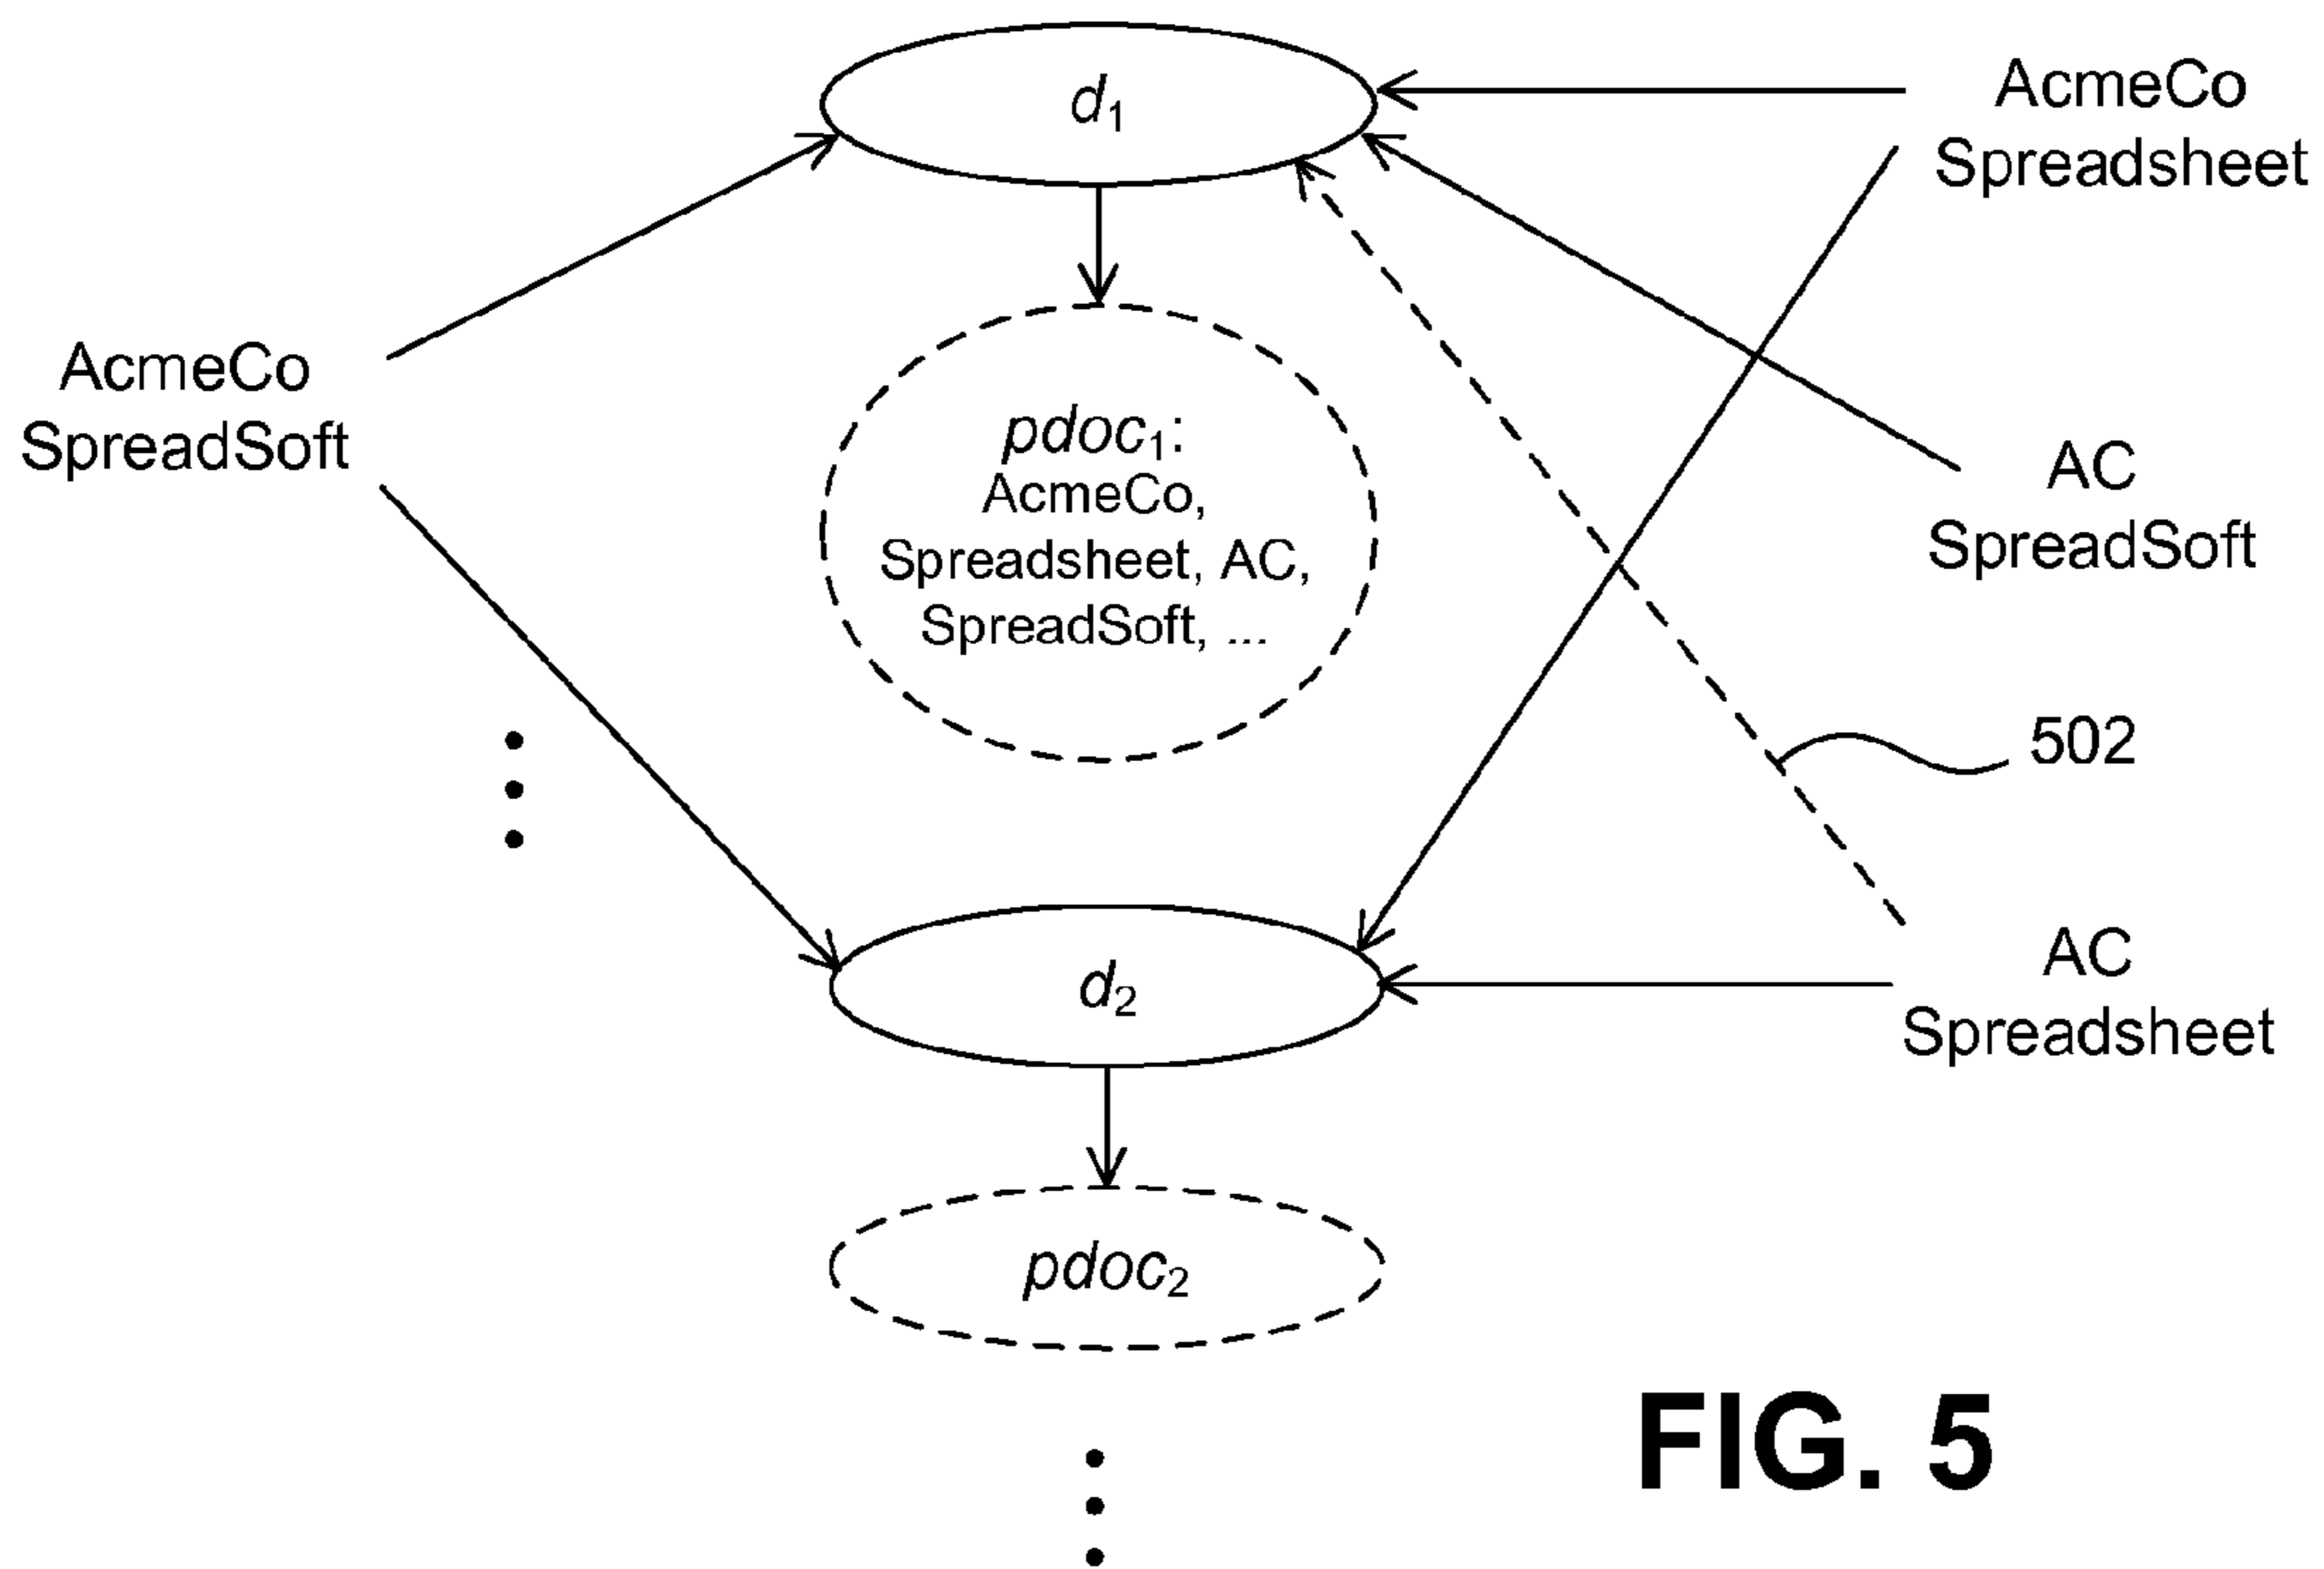 d1
AcmeCo
Spreadsheet
AcmeCo
SpreadSoft
pdoc1:
AcmeCo,
Spreadsheet, AC,
SpreadSoft, ...
AC
SpreadSoft
502
d2
AC
Spreadsheet
pdoc2
FIG. 5